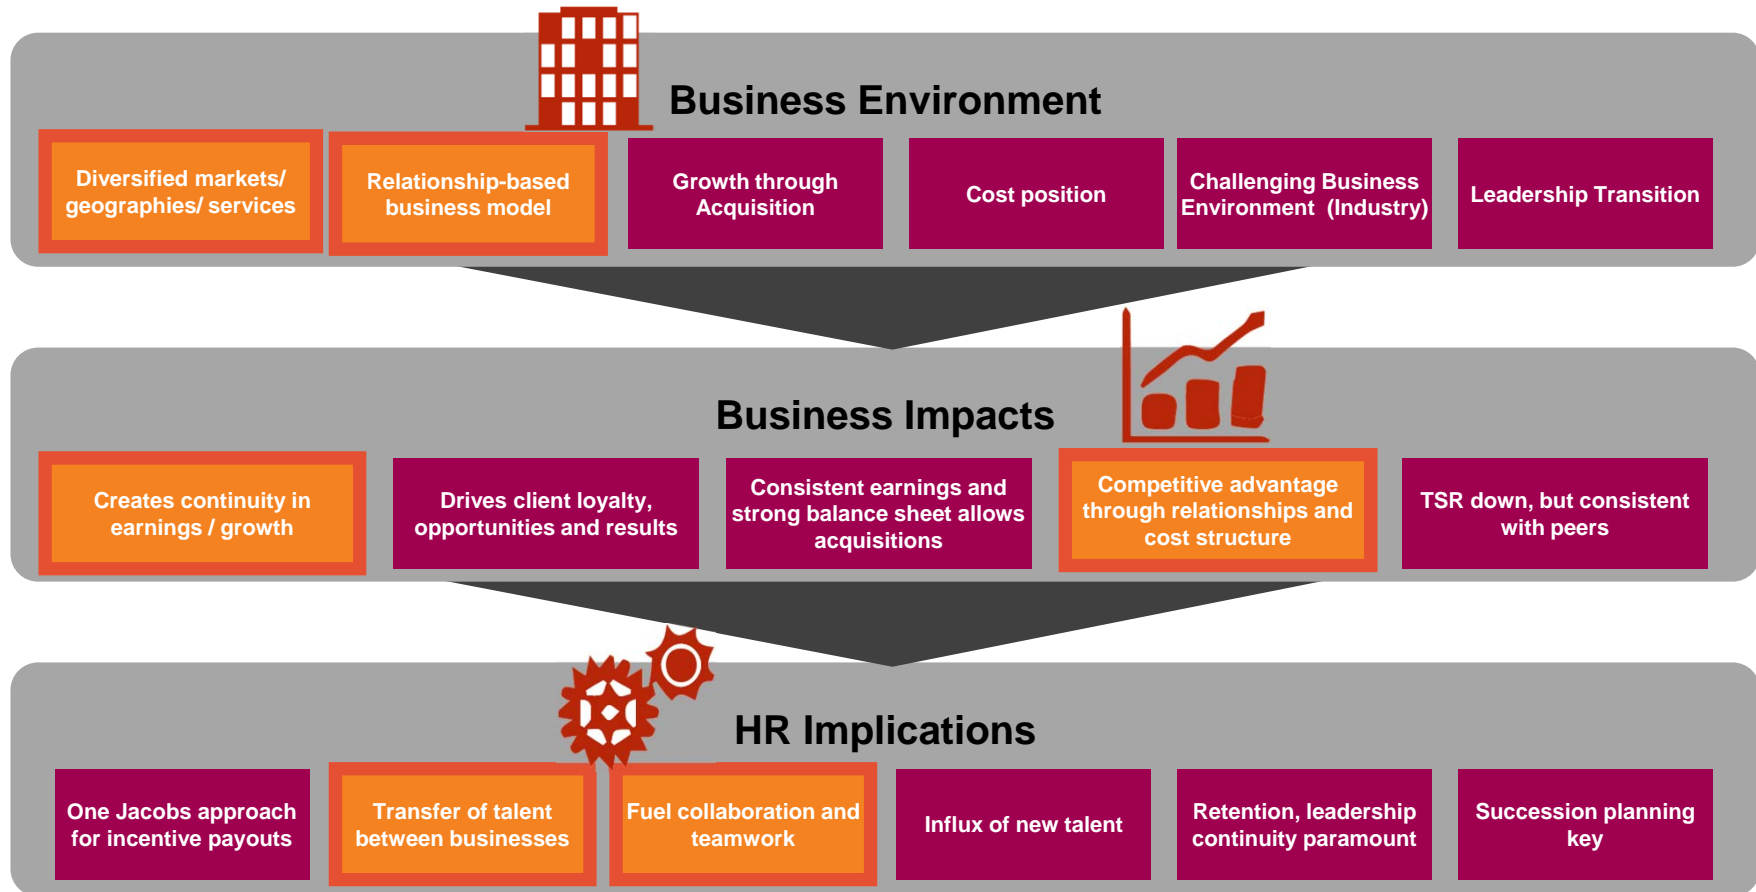 Business Environment
Diversified markets/
geographies/ services
Relationship-based
business model
Growth through
Acquisition
Cost position
Challenging Business
Environment (Industry)
Leadership Transition
Business Impacts
Creates continuity in
earnings / growth
Drives client loyalty,
opportunities and results
Consistent earnings and
strong balance sheet allows
acquisitions
Competitive advantage
through relationships and
cost structure
TSR down, but consistent
with peers
HR Implications
One Jacobs approach
for incentive payouts
Transfer of talent
between businesses
Fuel collaboration and
teamwork
Influx of new talent
Retention, leadership
continuity paramount
Succession planning
key